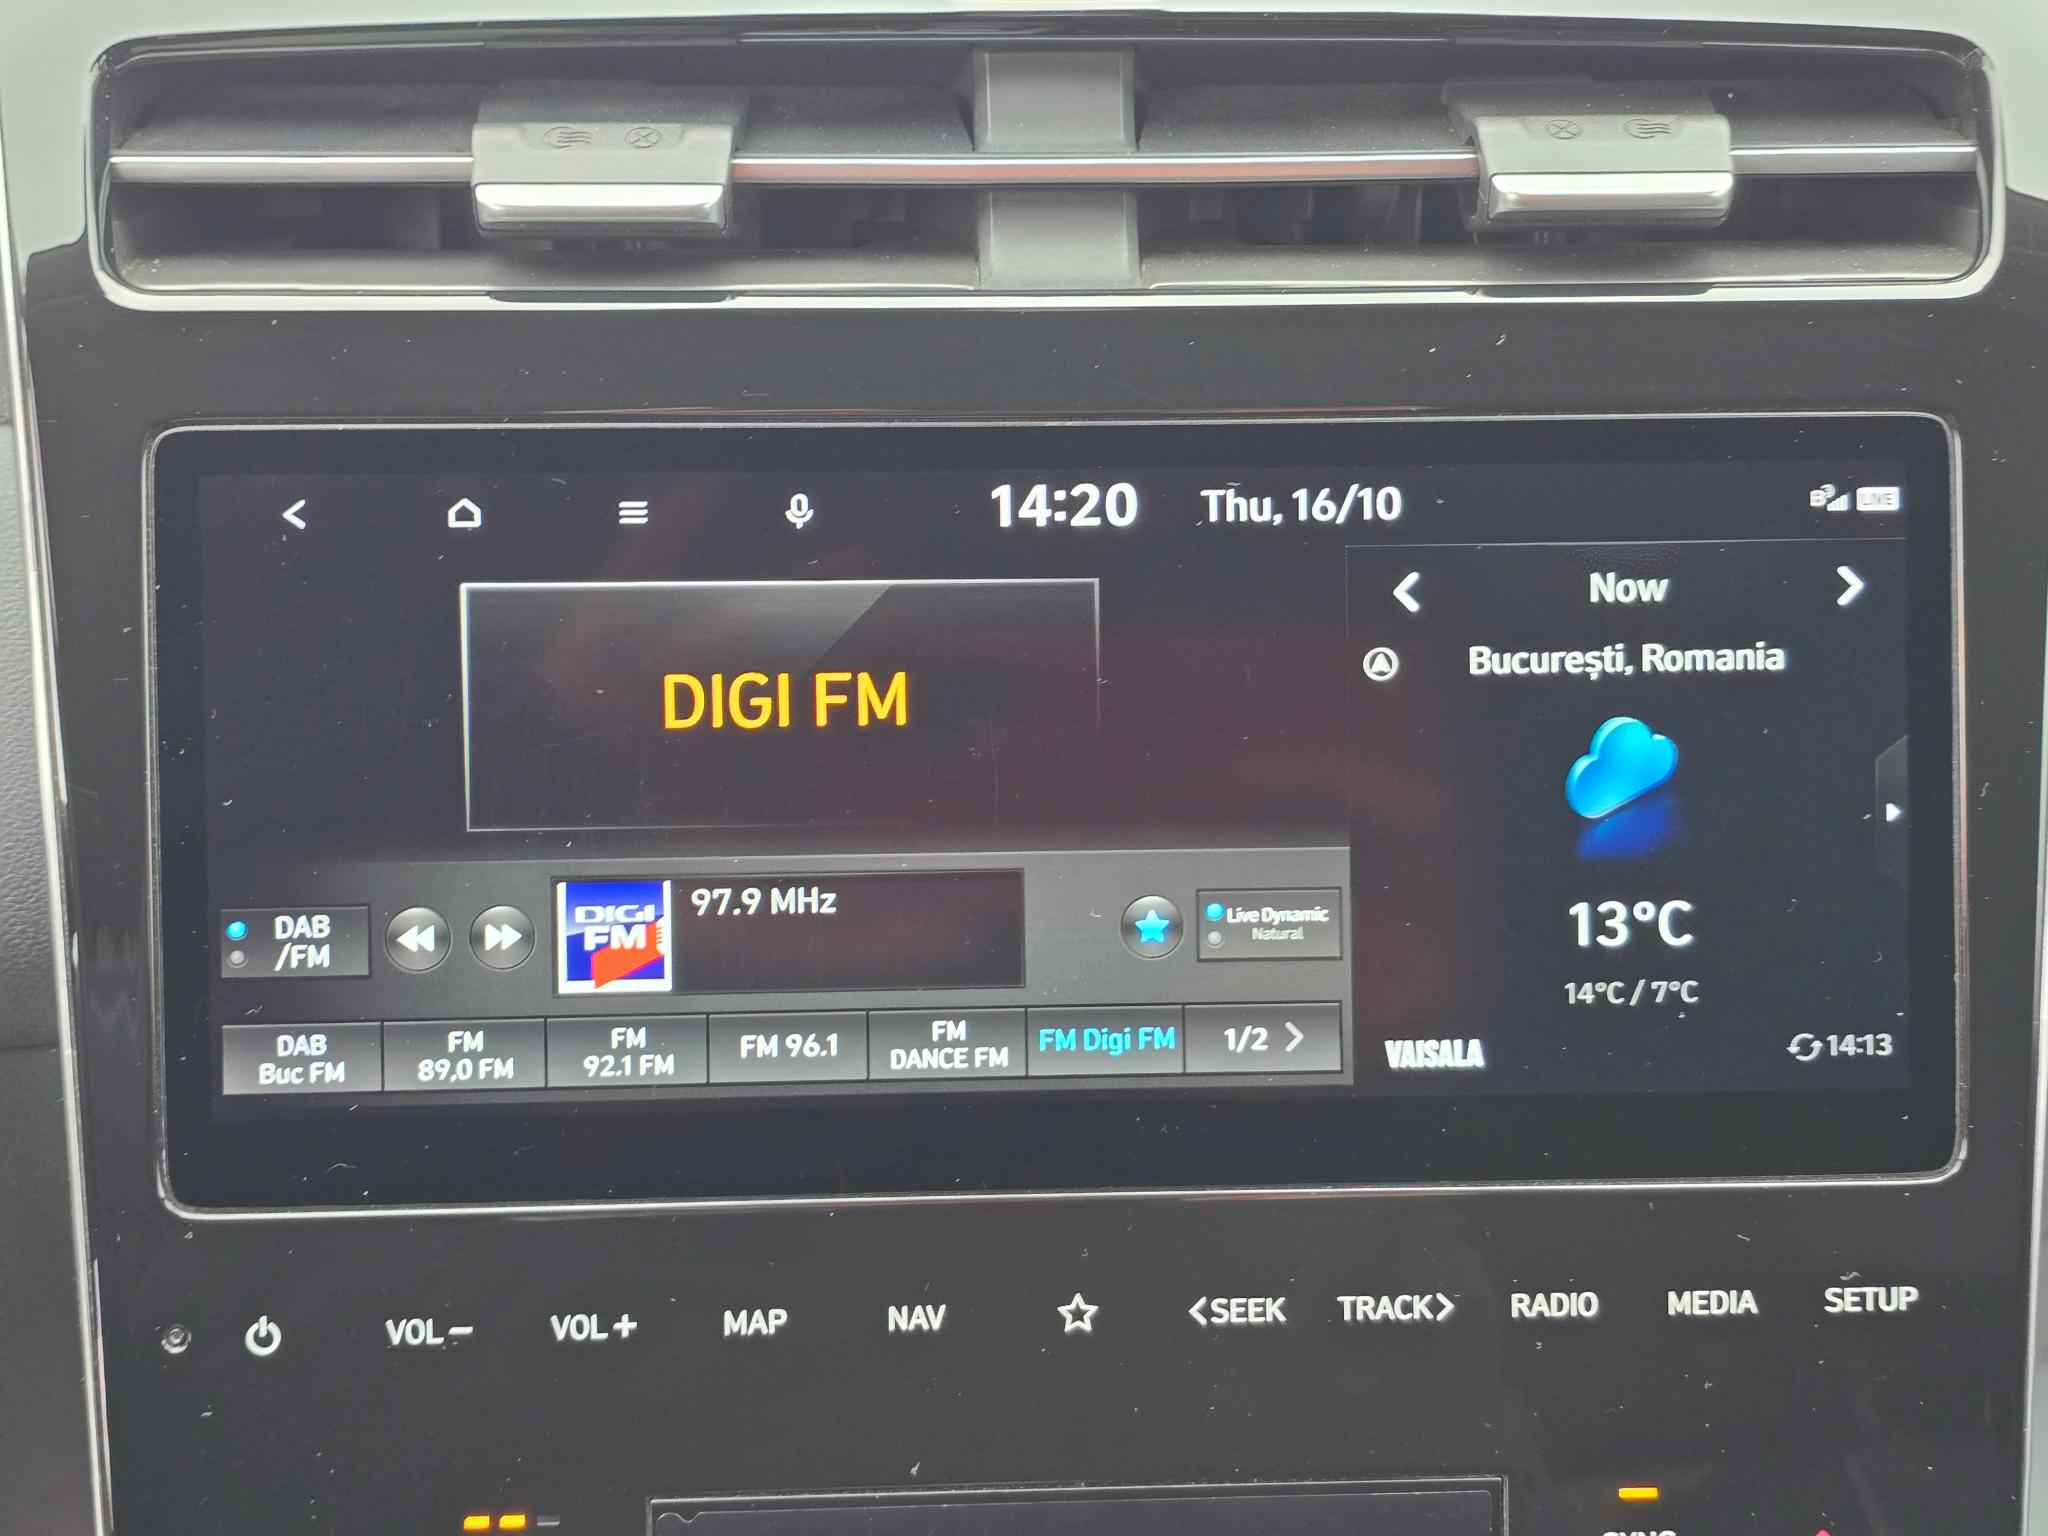 14:20 Thu, 16/10
LIVE
Now
București, Romania
DIGI FM
13°C
14°C / 7°C
VAISALA
14:13
DAB
/FM
DIGI
FM
97.9 MHz
Live Dynamic
Natural
DAB
Buc FM
FM
89,0 FM
FM
92.1 FM
FM 96.1
FM
DANCE FM
FM Digi FM
1/2 >
VOL−
VOL+
MAP
NAV
<SEEK
TRACK>
RADIO
MEDIA
SETUP
SYNC